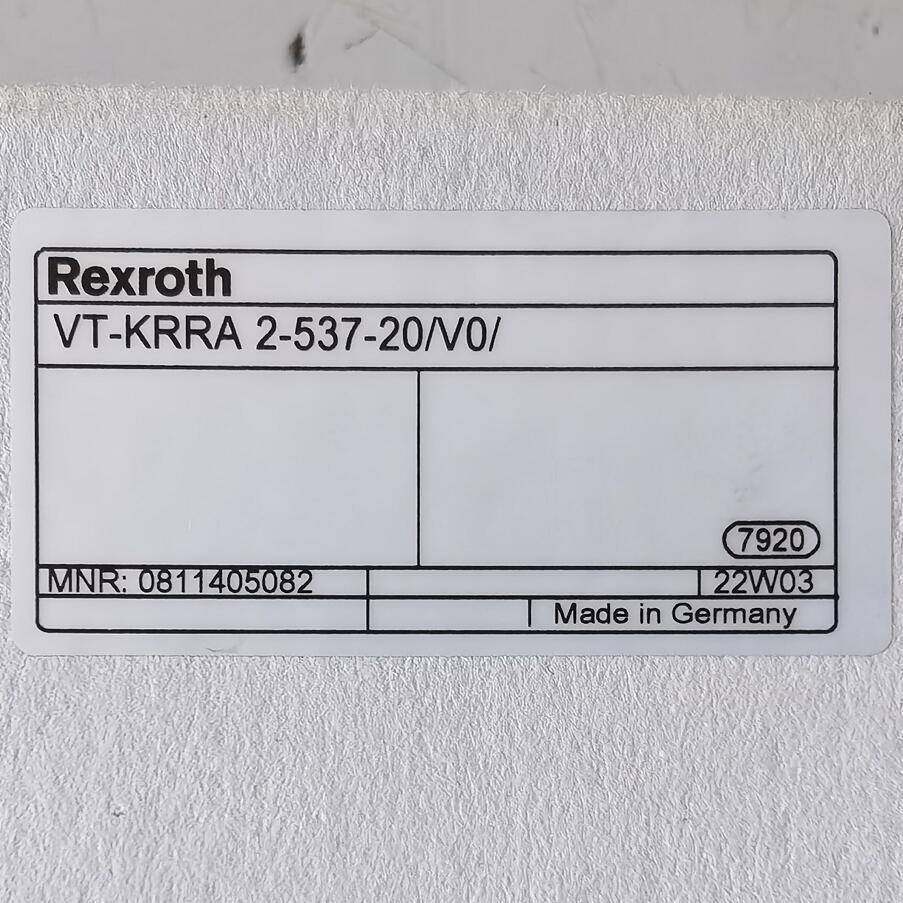 Rexroth
VT-KRRA 2-537-20/V0/
7920
MNR: 0811405082
22W03
Made in Germany